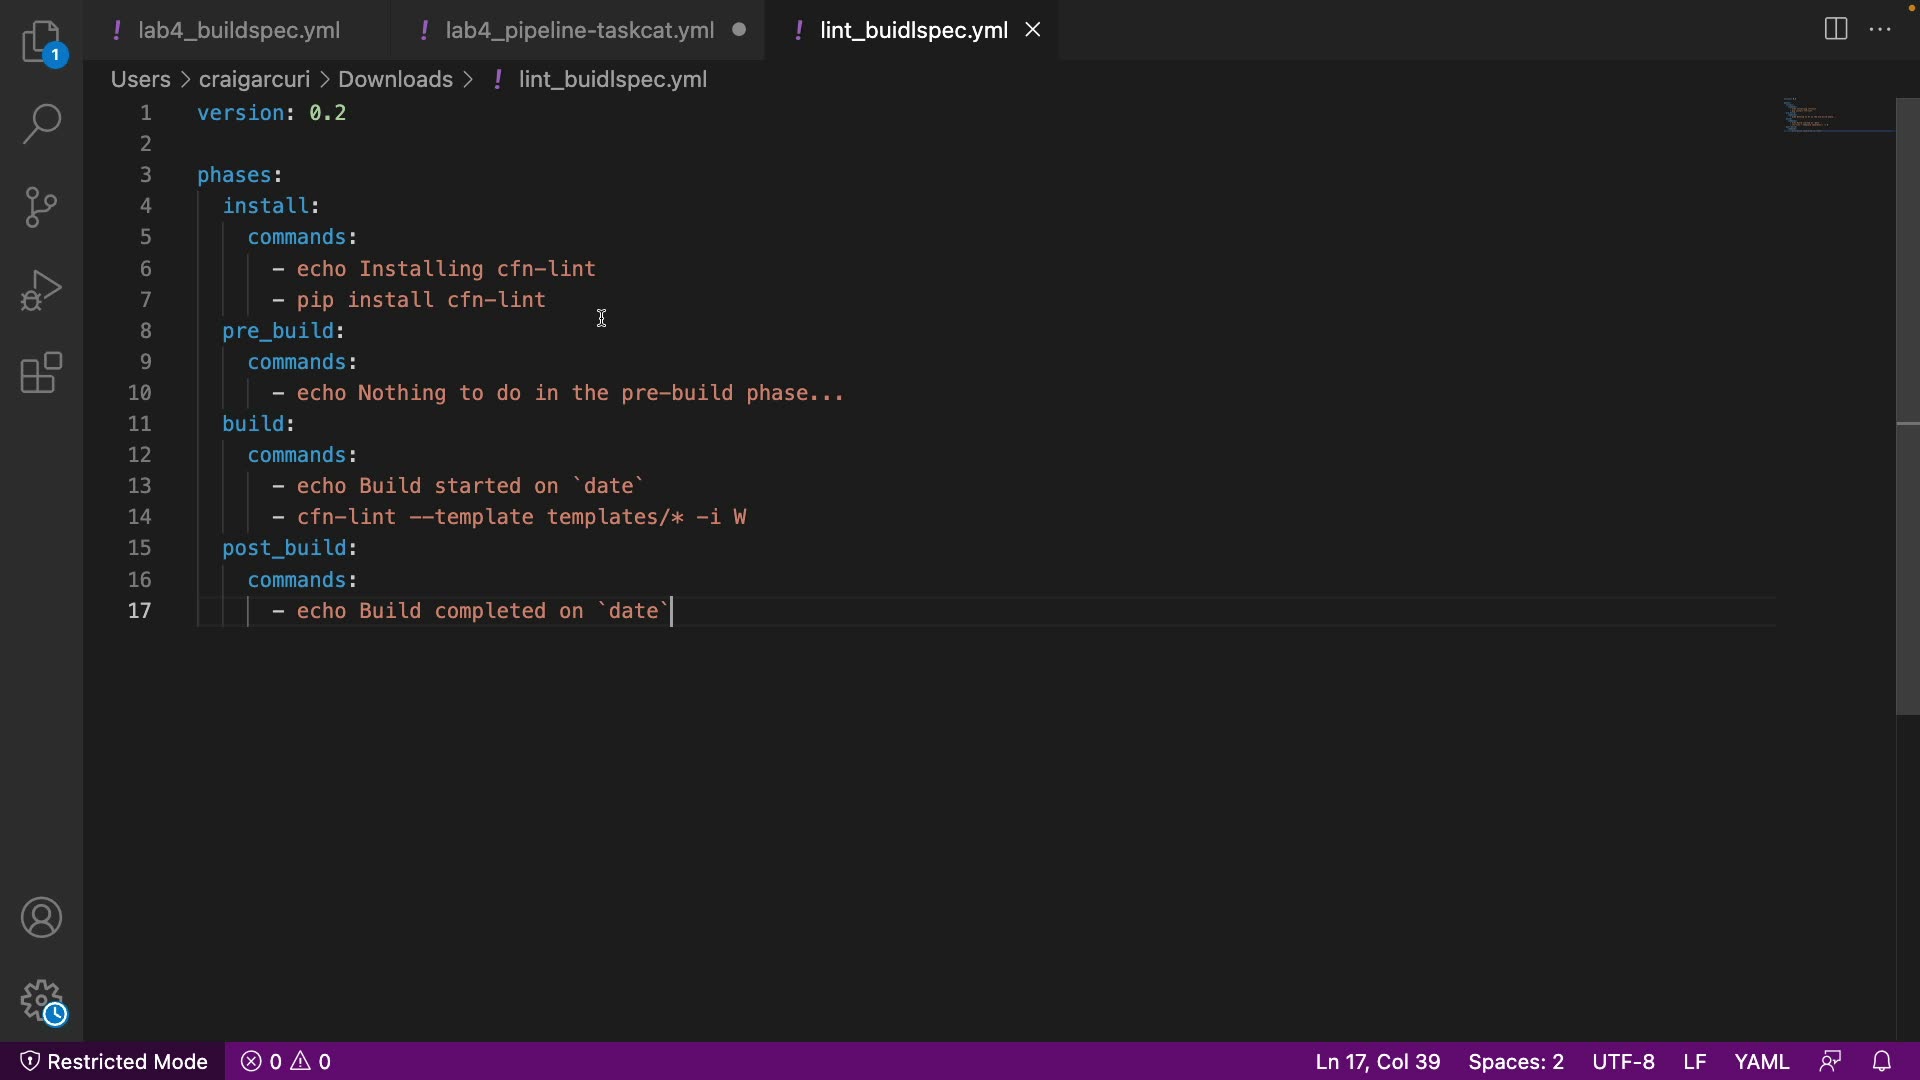 1
! lab4_buildspec.yml ! lab4_pipeline-taskcat.yml ● ! lint_buidlspec.yml ×
Users > craigarcuri > Downloads > ! lint_buidlspec.yml
1 version: 0.2
2
3 phases:
4   install:
5     commands:
6       - echo Installing cfn-lint
7       - pip install cfn-lint
8   pre_build:
9     commands:
10       - echo Nothing to do in the pre-build phase...
11   build:
12     commands:
13       - echo Build started on `date`
14       - cfn-lint --template templates/* -i W
15   post_build:
16     commands:
17       - echo Build completed on `date`
Restricted Mode 0 0 Ln 17, Col 39 Spaces: 2 UTF-8 LF YAML